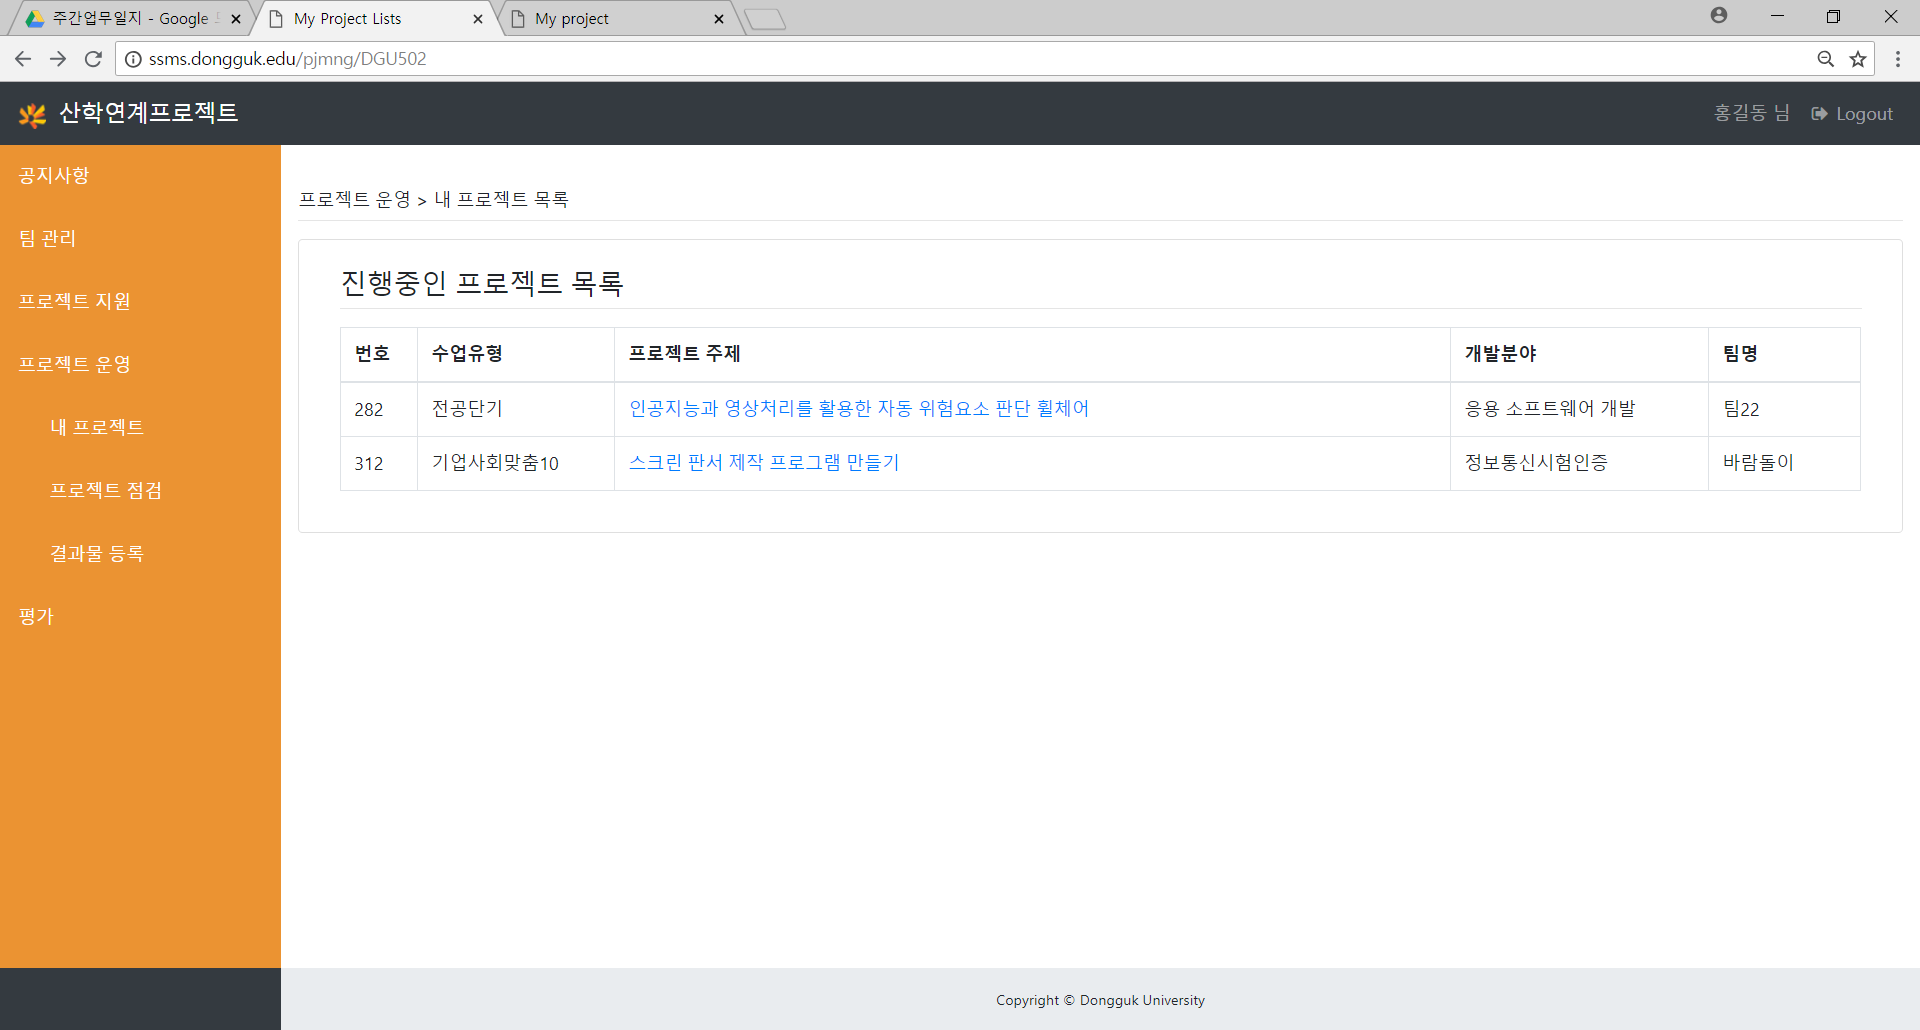 주간업무일지 - Google
My Project Lists
My project
ssms.dongguk.edu/pjmng/DGU502
산학연계프로젝트
홍길동 님 Logout
공지사항
팀 관리
프로젝트 지원
프로젝트 운영
내 프로젝트
프로젝트 점검
결과물 등록
평가
프로젝트 운영 > 내 프로젝트 목록
진행중인 프로젝트 목록
번호 수업유형 프로젝트 주제 개발분야 팀명
282 전공단기 인공지능과 영상처리를 활용한 자동 위험요소 판단 휠체어 응용 소프트웨어 개발 팀22
312 기업사회맞춤10 스크린 판서 제작 프로그램 만들기 정보통신시험인증 바람돌이
Copyright © Dongguk University